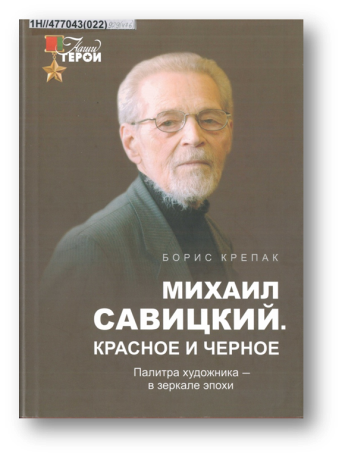 1Н//477043(022)
Наши
ГЕРОИ
БОРИС КРЕПАК
МИХАИЛ
САВИЦКИЙ.
КРАСНОЕ И ЧЕРНОЕ
Палитра художника —
в зеркале эпохи